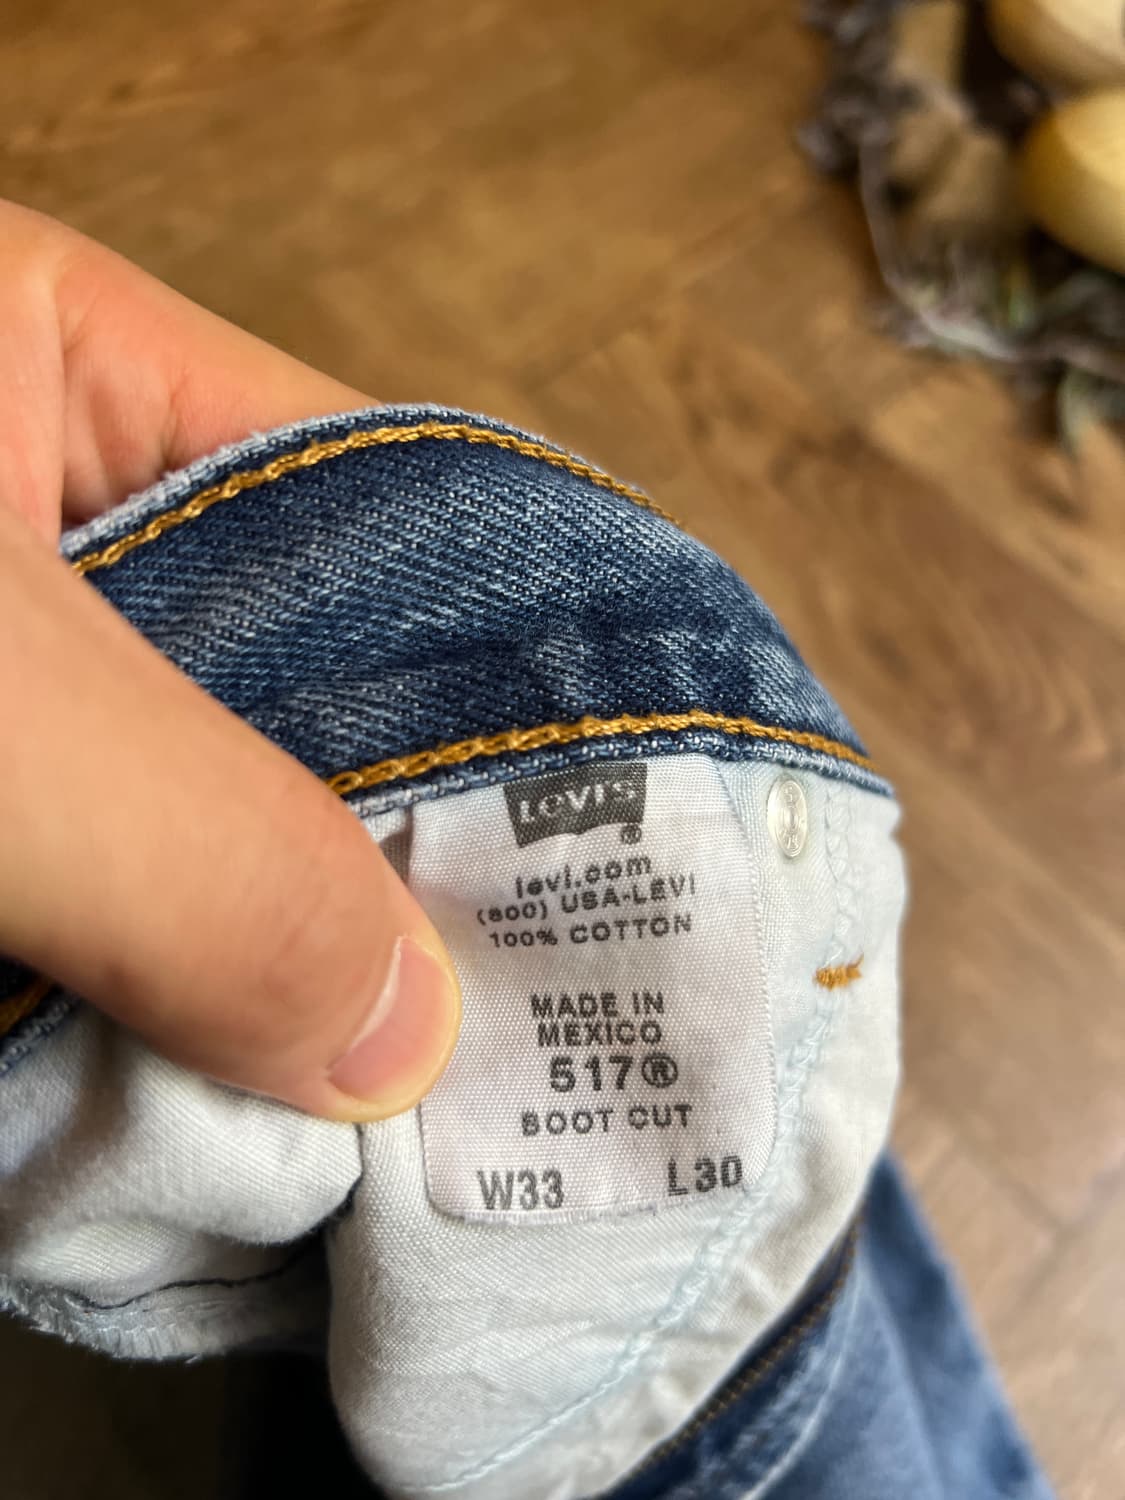 Levi's
®
levi.com
(800) USA-LEVI
100% COTTON
MADE IN
MEXICO
517®
BOOT CUT
W33 L30